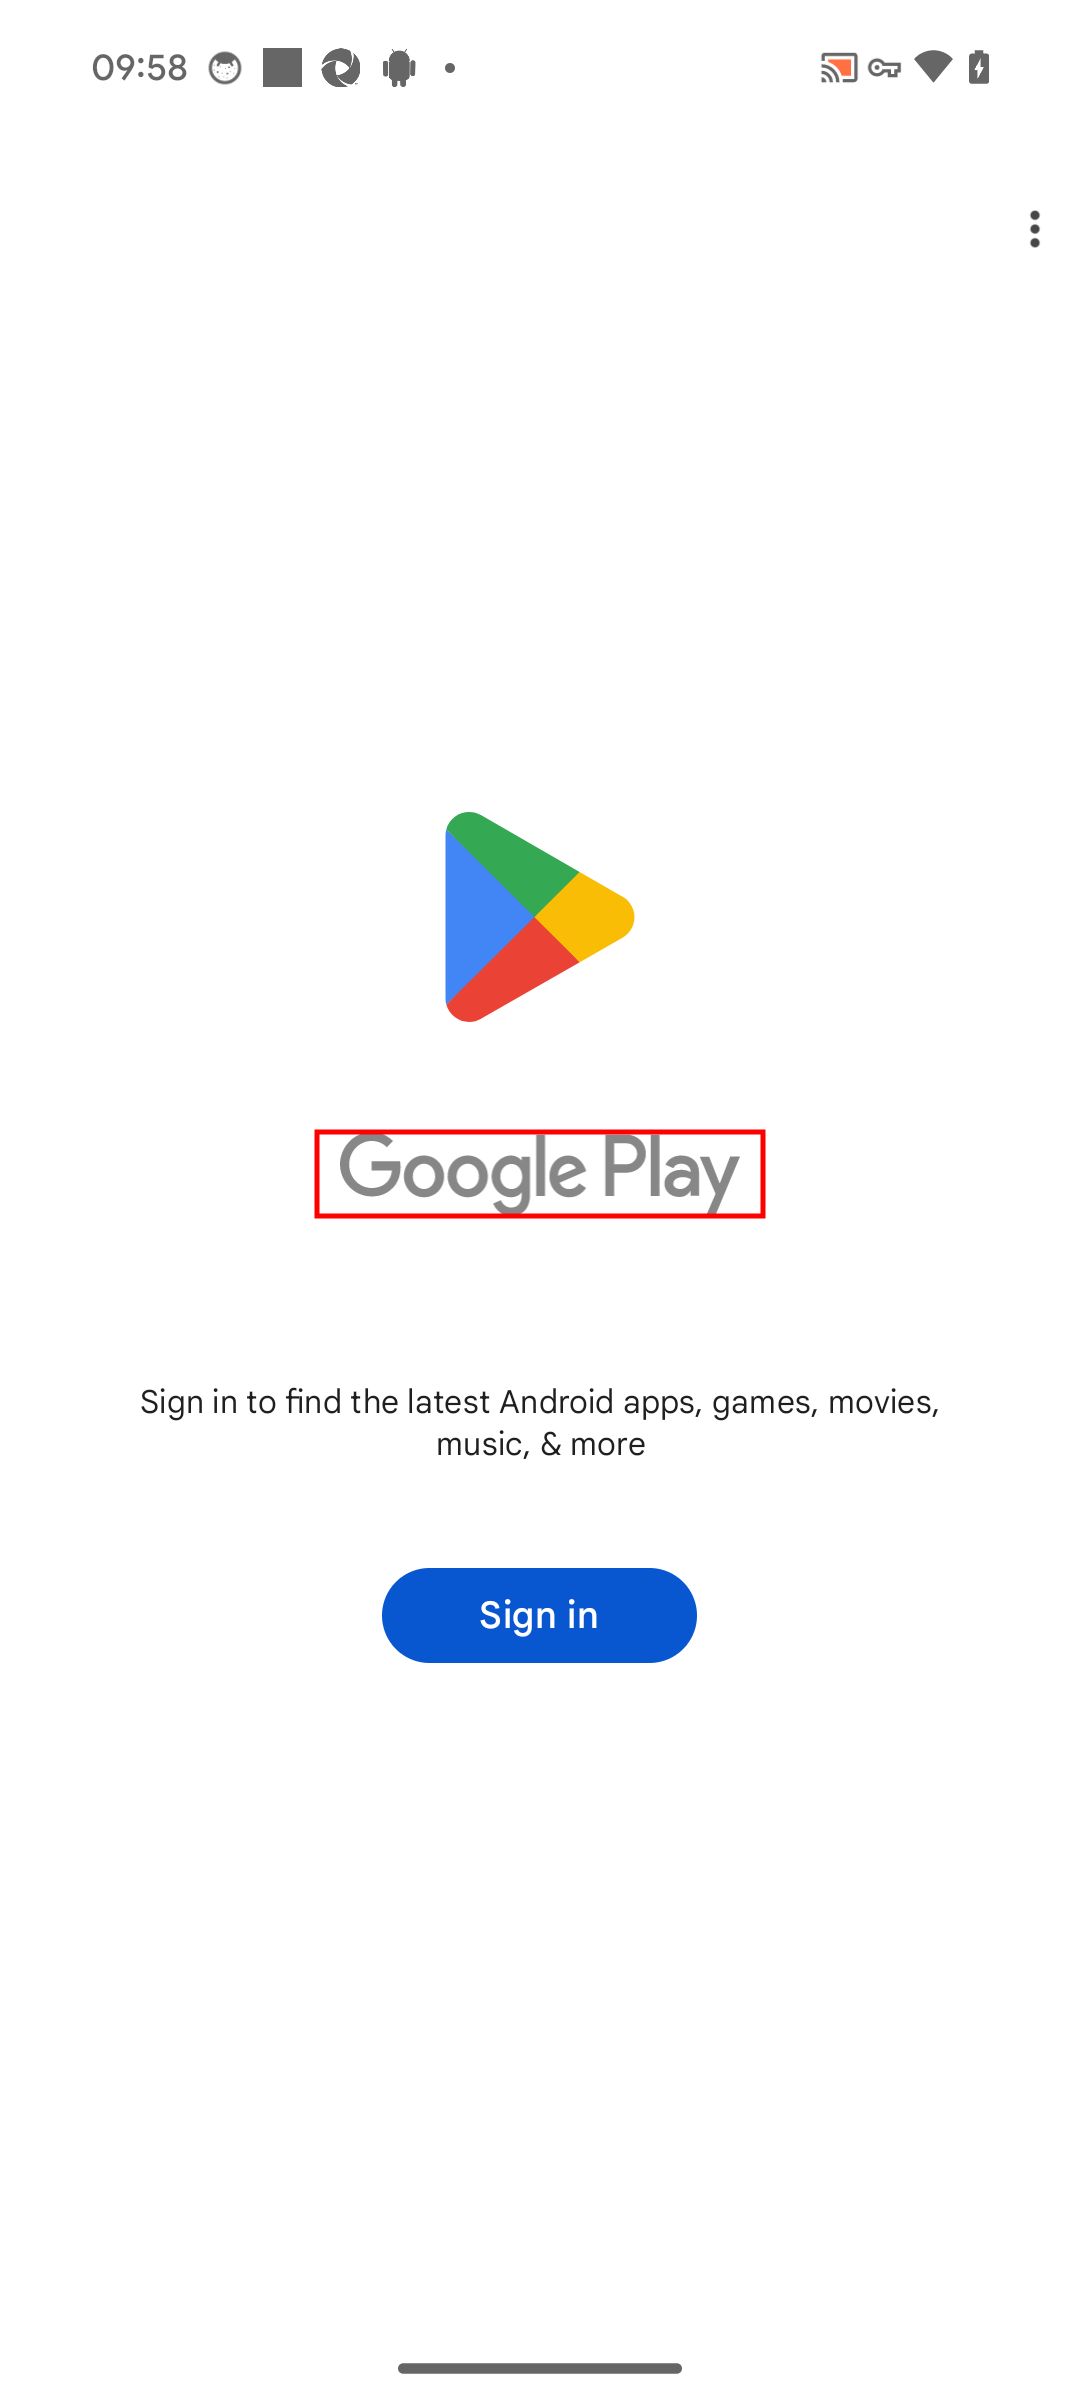 09:58
Google Play
Sign in to find the latest Android apps, games, movies,
music, & more
Sign in